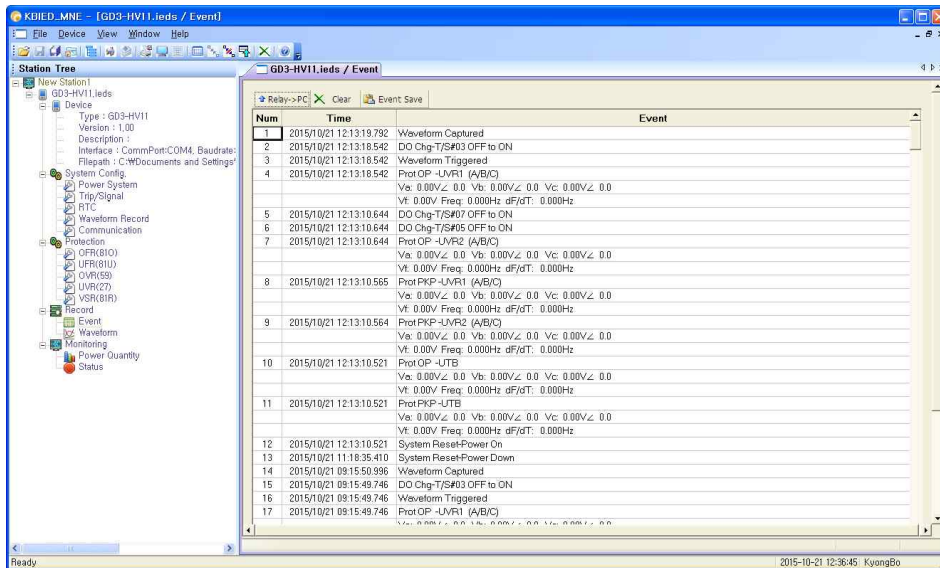 KBIED_MNE - [GD3-HV11.ieds / Event]
File Device View Window Help
Station Tree
New Station1
GD3-HV11.ieds
Device
Type : GD3-HV11
Version : 1.00
Description :
Interface : CommPort:COM4, Baudrate:
Filepath : C:₩Documents and Settings
System Config.
Power System
Trip/Signal
RTC
Waveform Record
Communication
Protection
OFR(81O)
UFR(81U)
OVR(59)
UVR(27)
VSR(81R)
Record
Event
Waveform
Monitoring
Power Quantity
Status
GD3-HV11.ieds / Event
Relay->PC Clear Event Save
Num Time Event
1 2015/10/21 12:13:19.792 Waveform Captured
2 2015/10/21 12:13:18.542 DO Chg-T/S#03 OFF to ON
3 2015/10/21 12:13:18.542 Waveform Triggered
4 2015/10/21 12:13:18.542 Prot OP -UVR1 (A/B/C)
Va: 0.00V∠ 0.0 Vb: 0.00V∠ 0.0 Vc: 0.00V∠ 0.0
Vf: 0.00V Freq: 0.000Hz dF/dT: 0.000Hz
5 2015/10/21 12:13:10.644 DO Chg-T/S#07 OFF to ON
6 2015/10/21 12:13:10.644 DO Chg-T/S#05 OFF to ON
7 2015/10/21 12:13:10.644 Prot OP -UVR2 (A/B/C)
Va: 0.00V∠ 0.0 Vb: 0.00V∠ 0.0 Vc: 0.00V∠ 0.0
Vf: 0.00V Freq: 0.000Hz dF/dT: 0.000Hz
8 2015/10/21 12:13:10.565 Prot PKP -UVR1 (A/B/C)
Va: 0.00V∠ 0.0 Vb: 0.00V∠ 0.0 Vc: 0.00V∠ 0.0
Vf: 0.00V Freq: 0.000Hz dF/dT: 0.000Hz
9 2015/10/21 12:13:10.564 Prot PKP -UVR2 (A/B/C)
Va: 0.00V∠ 0.0 Vb: 0.00V∠ 0.0 Vc: 0.00V∠ 0.0
Vf: 0.00V Freq: 0.000Hz dF/dT: 0.000Hz
10 2015/10/21 12:13:10.521 Prot OP -UTB
Va: 0.00V∠ 0.0 Vb: 0.00V∠ 0.0 Vc: 0.00V∠ 0.0
Vf: 0.00V Freq: 0.000Hz dF/dT: 0.000Hz
11 2015/10/21 12:13:10.521 Prot PKP -UTB
Va: 0.00V∠ 0.0 Vb: 0.00V∠ 0.0 Vc: 0.00V∠ 0.0
Vf: 0.00V Freq: 0.000Hz dF/dT: 0.000Hz
12 2015/10/21 12:13:10.521 System Reset-Power On
13 2015/10/21 11:18:35.410 System Reset-Power Down
14 2015/10/21 09:15:50.996 Waveform Captured
15 2015/10/21 09:15:49.746 DO Chg-T/S#03 OFF to ON
16 2015/10/21 09:15:49.746 Waveform Triggered
17 2015/10/21 09:15:49.746 Prot OP -UVR1 (A/B/C)
Ready 2015-10-21 12:36:45 KyongBo